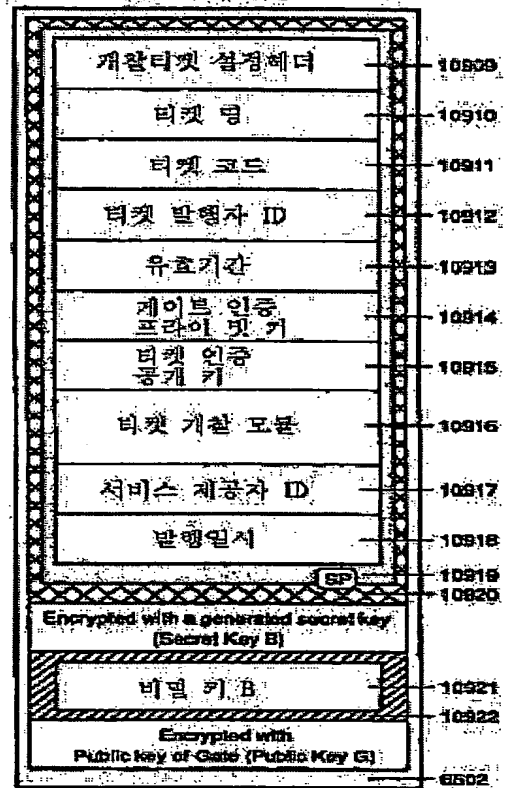 개찰티켓 설정헤더
10909
티켓 명
10910
티켓 코드
10911
티켓 발행자 ID
10912
유효기간
10913
게이트 인증
프라이 빗 키
10914
티켓 인증
공개 키
10915
티켓 개찰 모듈
10916
서비스 제공자 ID
10917
발행일시
10918
SP
10919
10920
Encrypted with a generated secret key
(Secret Key B)
비밀 키 B
10921
10922
Encrypted with
Public key of Gate (Public Key G)
6602